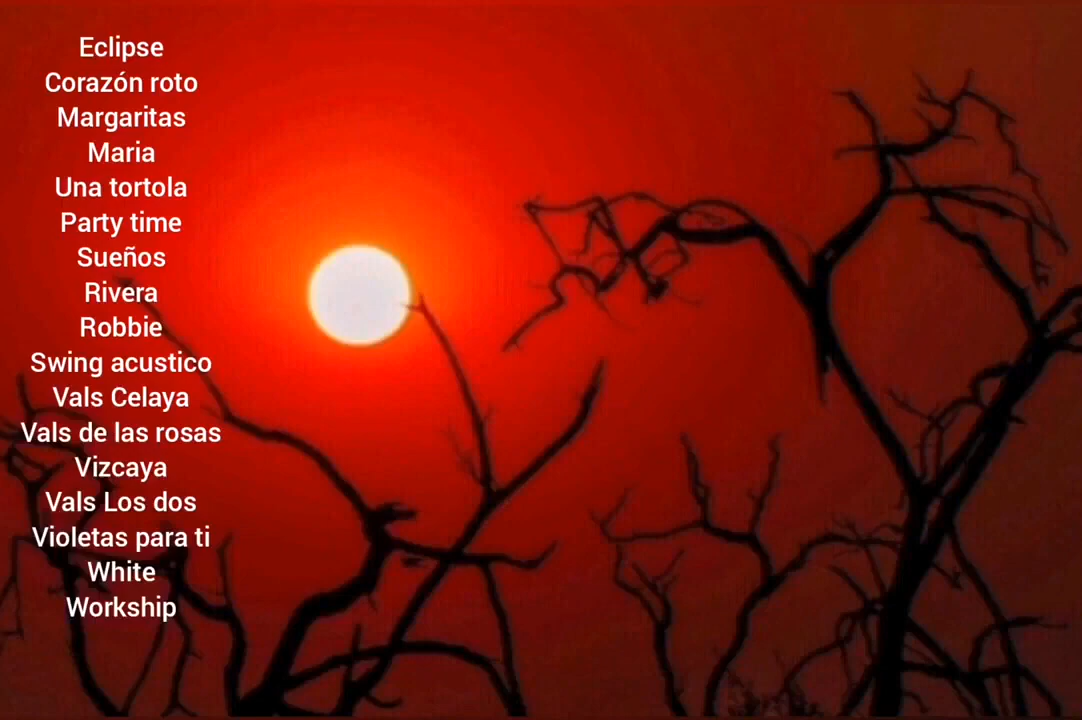 Eclipse
Corazón roto
Margaritas
Maria
Una tortola
Party time
Sueños
Rivera
Robbie
Swing acustico
Vals Celaya
Vals de las rosas
Vizcaya
Vals Los dos
Violetas para ti
White
Workship